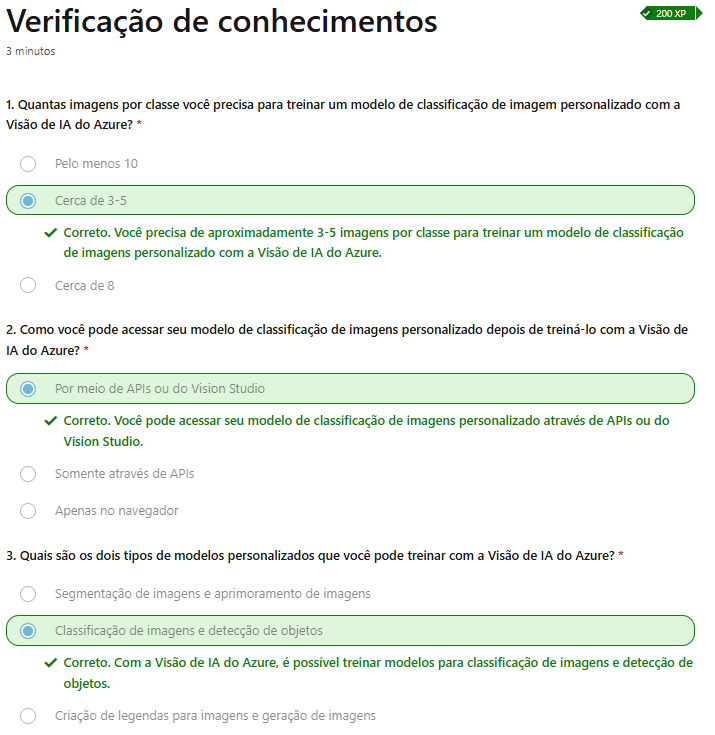 Verificação de conhecimentos
200 XP
3 minutos
1. Quantas imagens por classe você precisa para treinar um modelo de classificação de imagem personalizado com a
Visão de IA do Azure? *
Pelo menos 10
Cerca de 3-5
Correto. Você precisa de aproximadamente 3-5 imagens por classe para treinar um modelo de classificação
de imagens personalizado com a Visão de IA do Azure.
Cerca de 8
2. Como você pode acessar seu modelo de classificação de imagens personalizado depois de treiná-lo com a Visão de
IA do Azure? *
Por meio de APIs ou do Vision Studio
Correto. Você pode acessar seu modelo de classificação de imagens personalizado através de APIs ou do
Vision Studio.
Somente através de APIs
Apenas no navegador
3. Quais são os dois tipos de modelos personalizados que você pode treinar com a Visão de IA do Azure? *
Segmentação de imagens e aprimoramento de imagens
Classificação de imagens e detecção de objetos
Correto. Com a Visão de IA do Azure, é possível treinar modelos para classificação de imagens e detecção de
objetos.
Criação de legendas para imagens e geração de imagens